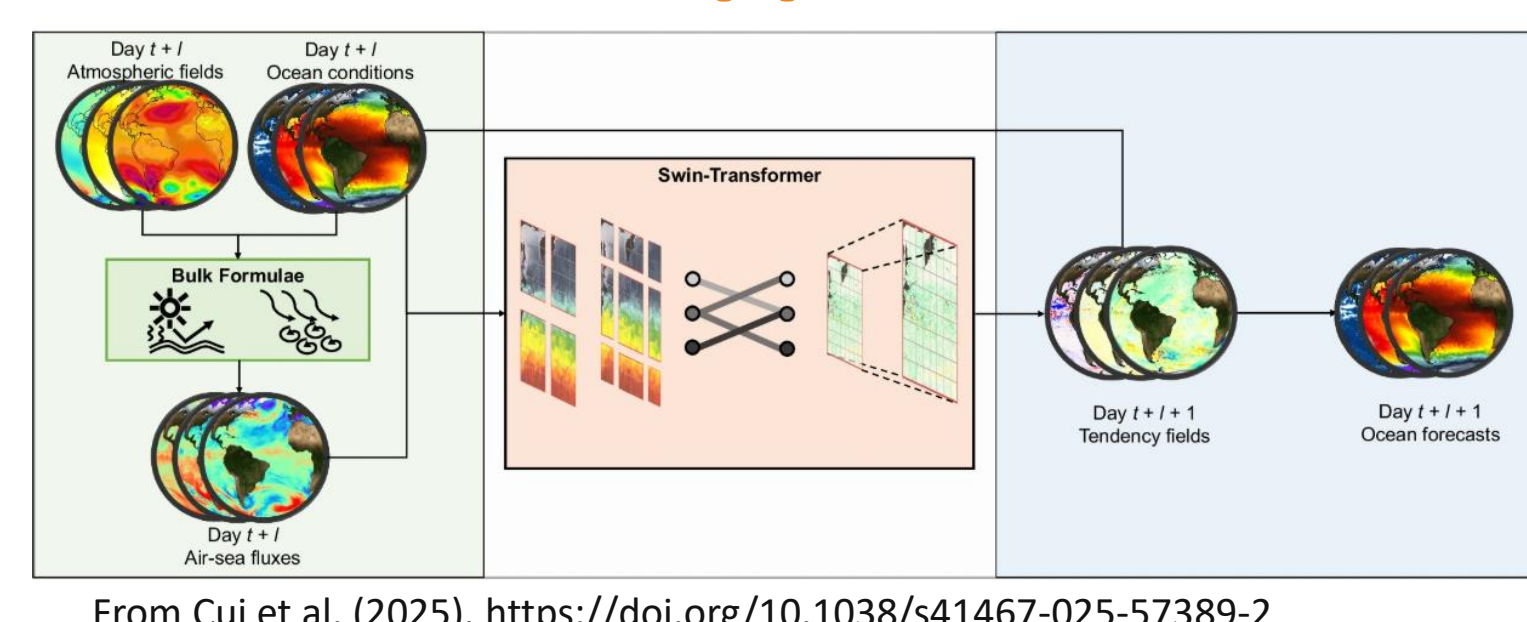 Day t + l
Atmospheric fields
Day t + l
Ocean conditions
Bulk Formulae
Day t + l
Air-sea fluxes
Swin-Transformer
Day t + l + 1
Tendency fields
Day t + l + 1
Ocean forecasts
From Cui et al. (2025), https://doi.org/10.1038/s41467-025-57389-2